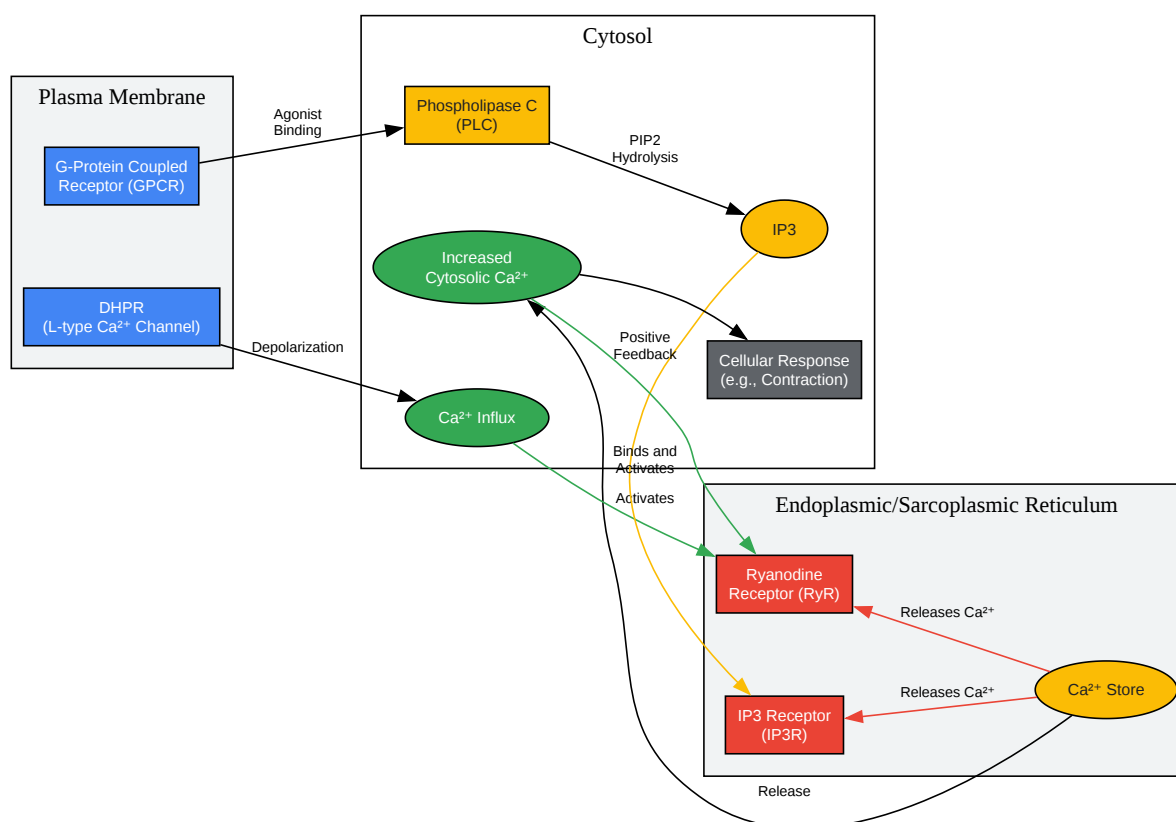 Cytosol
Plasma Membrane
Agonist
Binding
Phospholipase C
(PLC)
PIP2
Hydrolysis
G-Protein Coupled
Receptor (GPCR)
IP3
Increased
Cytosolic Ca²⁺
DHPR
(L-type Ca²⁺ Channel)
Depolarization
Positive
Feedback
Cellular Response
(e.g., Contraction)
Ca²⁺ Influx
Binds and
Activates
Activates
Endoplasmic/Sarcoplasmic Reticulum
Ryanodine
Receptor (RyR)
Releases Ca²⁺
Releases Ca²⁺
Ca²⁺ Store
IP3 Receptor
(IP3R)
Release